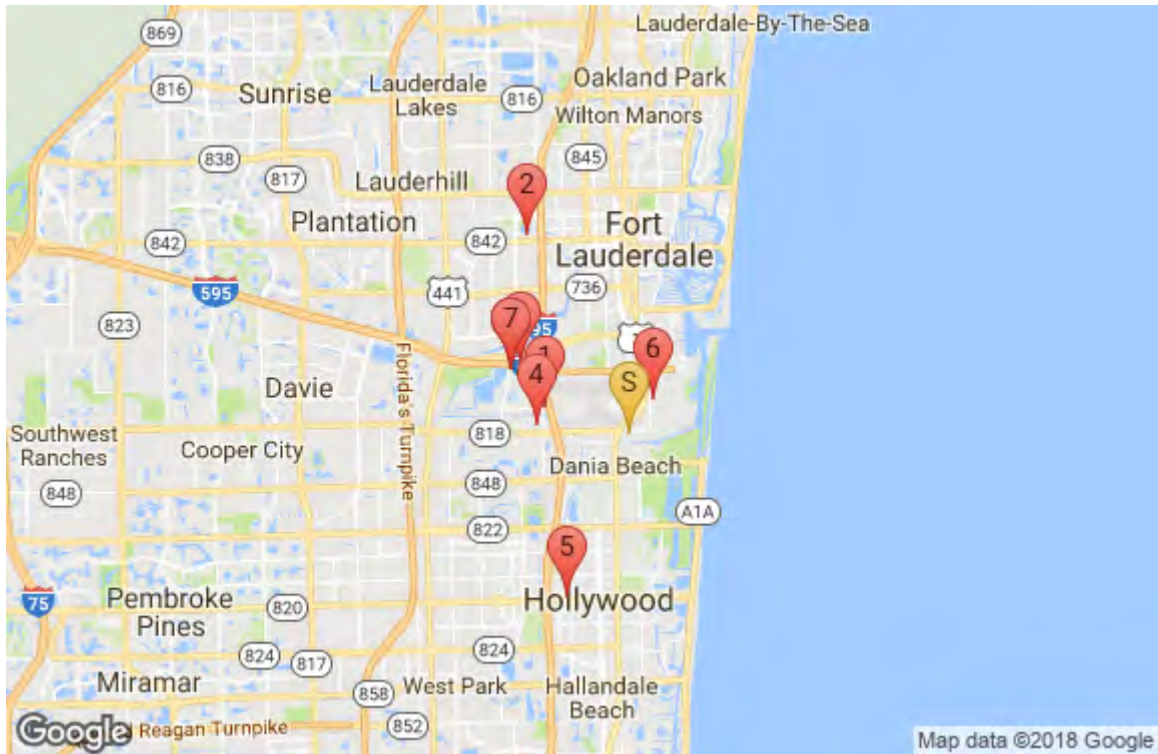 Lauderdale-By-The-Sea
869
Oakland Park
816
Sunrise
Lauderdale
Lakes
816
Wilton Manors
838
845
817
Lauderhill
2
Plantation
Fort
Lauderdale
842
842
595
441
736
823
7
95
1
6
4
S
Davie
Florida's Turnpike
Southwest
Ranches
818
Cooper City
Dania Beach
848
848
822
A1A
5
75
Pembroke
Pines
820
Hollywood
824
817
824
Miramar
858
West Park
Hallandale
Beach
852
Google
Reagan Turnpike
Map data ©2018 Google